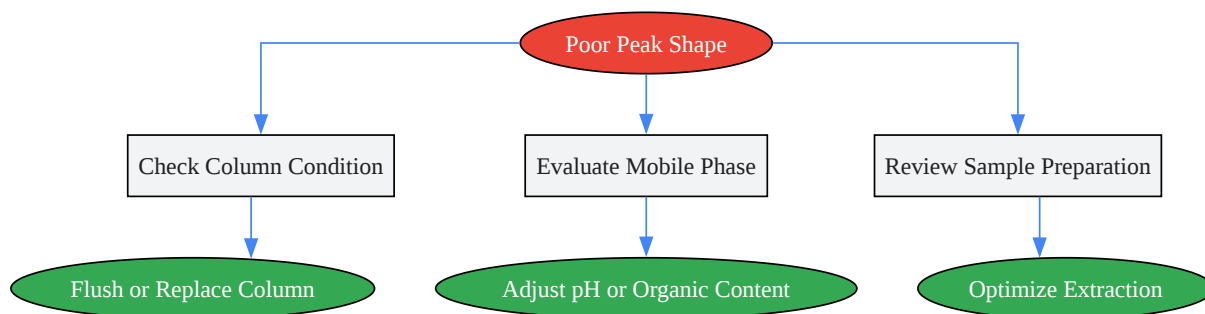 Poor Peak Shape
Check Column Condition
Evaluate Mobile Phase
Review Sample Preparation
Flush or Replace Column
Adjust pH or Organic Content
Optimize Extraction